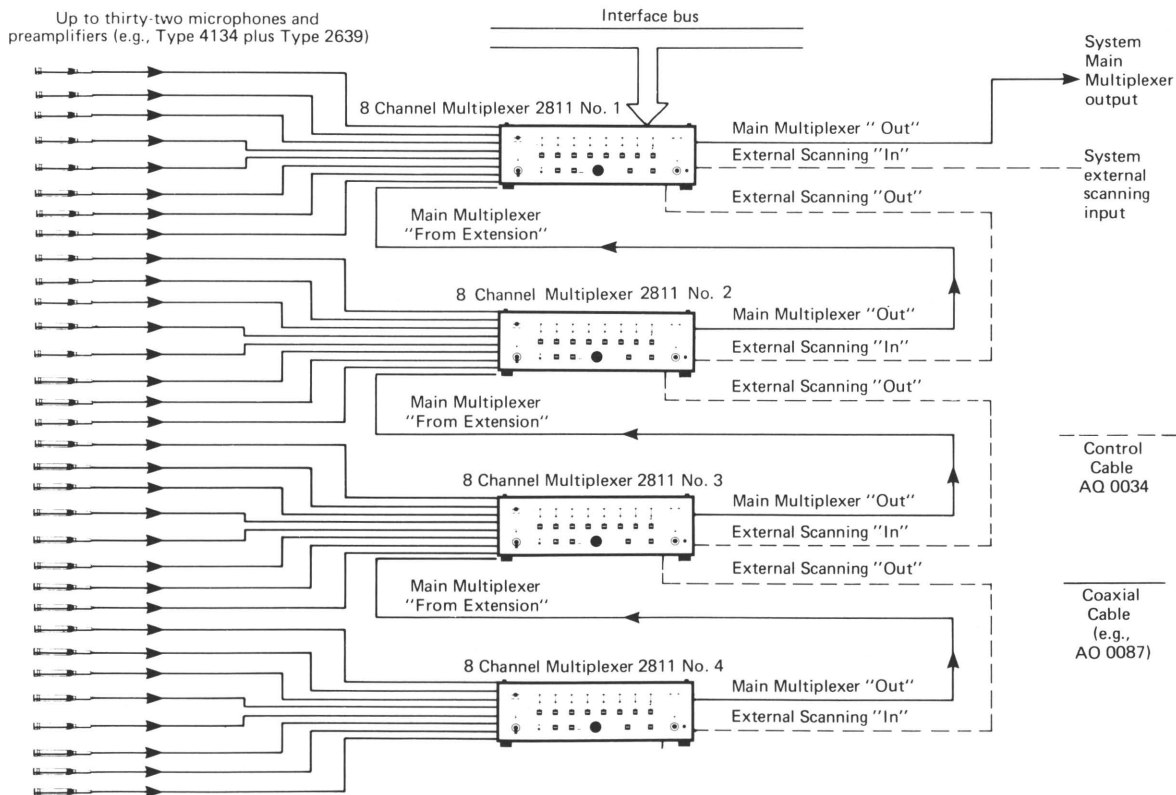 Up to thirty-two microphones and
preamplifiers (e.g., Type 4134 plus Type 2639)
Interface bus
System
Main
Multiplexer
output
8 Channel Multiplexer 2811 No. 1
Main Multiplexer "Out"
External Scanning "In"
System
external
scanning
input
External Scanning "Out"
Main Multiplexer
"From Extension"
8 Channel Multiplexer 2811 No. 2
Main Multiplexer "Out"
External Scanning "In"
External Scanning "Out"
Main Multiplexer
"From Extension"
Control
Cable
AQ 0034
8 Channel Multiplexer 2811 No. 3
Main Multiplexer "Out"
External Scanning "In"
External Scanning "Out"
Main Multiplexer
"From Extension"
Coaxial
Cable
(e.g.,
AO 0087)
8 Channel Multiplexer 2811 No. 4
Main Multiplexer "Out"
External Scanning "In"